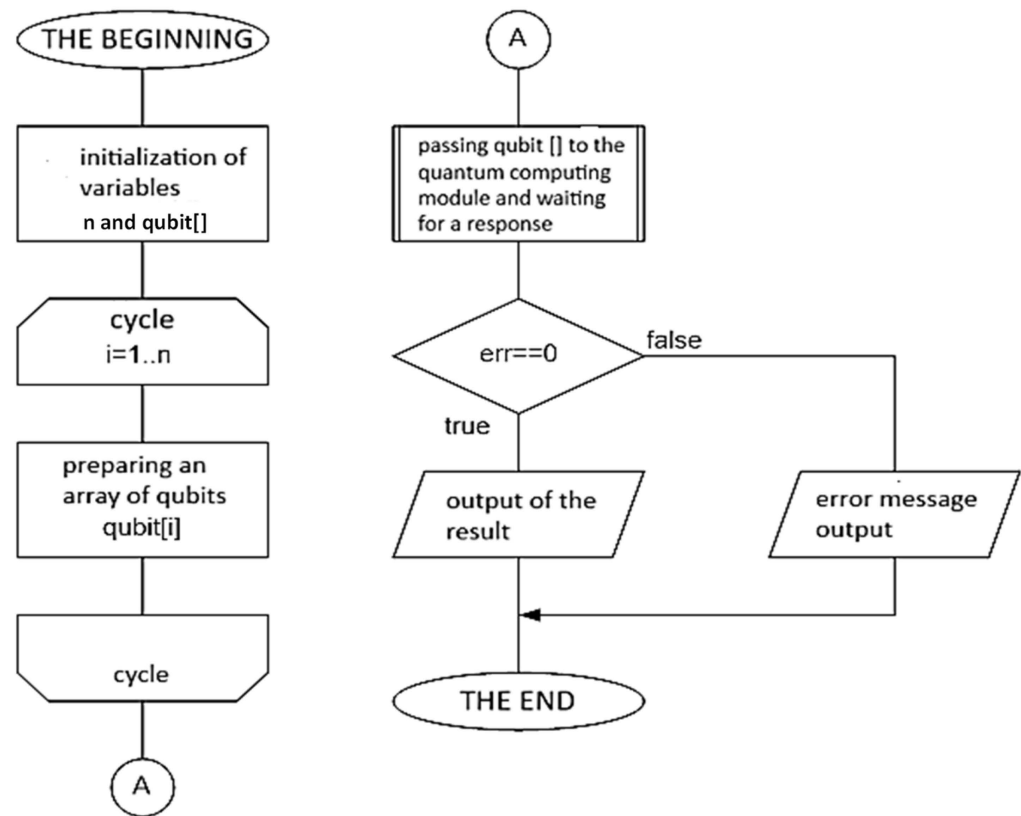 THE BEGINNING
initialization of
variables
n and qubit[]
cycle
i=1..n
preparing an
array of qubits
qubit[i]
cycle
A
A
passing qubit [] to the
quantum computing
module and waiting
for a response
err==0
false
true
output of the
result
error message
output
THE END